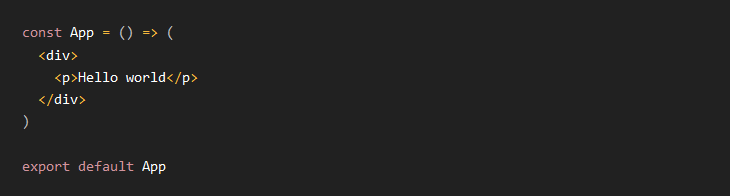 const App = () => (
  <div>
    <p>Hello world</p>
  </div>
)

export default App